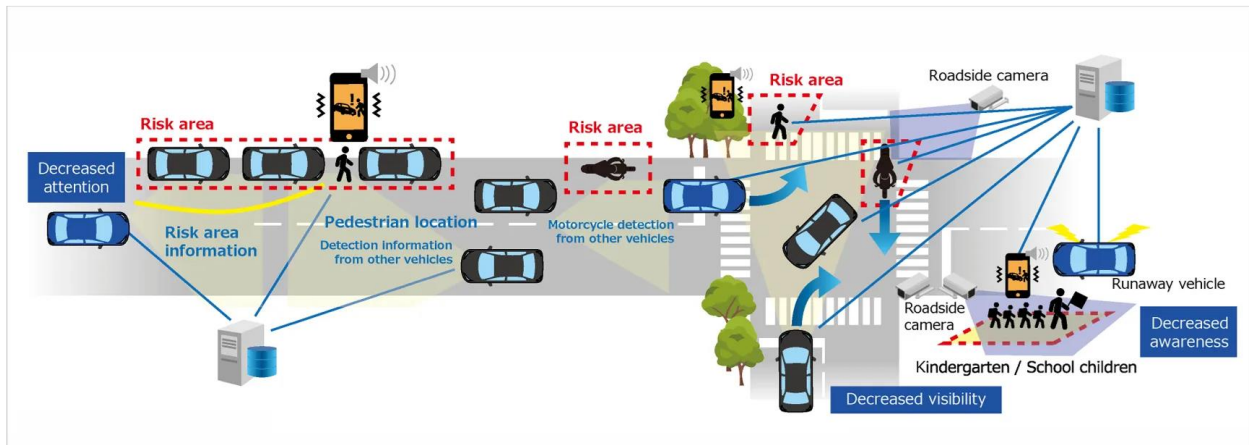 Risk area
Decreased
attention
Risk area
information
Pedestrian location
Detection information
from other vehicles
Risk area
Motorcycle detection
from other vehicles
Risk area
Roadside camera
Roadside
camera
Runaway vehicle
Decreased
awareness
Kindergarten / School children
Decreased visibility